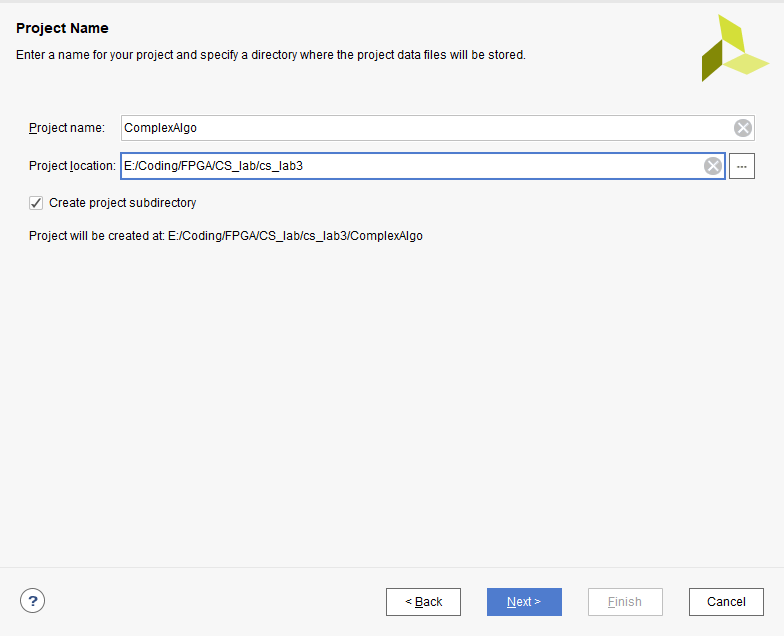 Project Name
Enter a name for your project and specify a directory where the project data files will be stored.
Project name: ComplexAlgo
Project location: E:/Coding/FPGA/CS_lab/cs_lab3 ...
Create project subdirectory
Project will be created at: E:/Coding/FPGA/CS_lab/cs_lab3/ComplexAlgo
? < Back Next > Finish Cancel